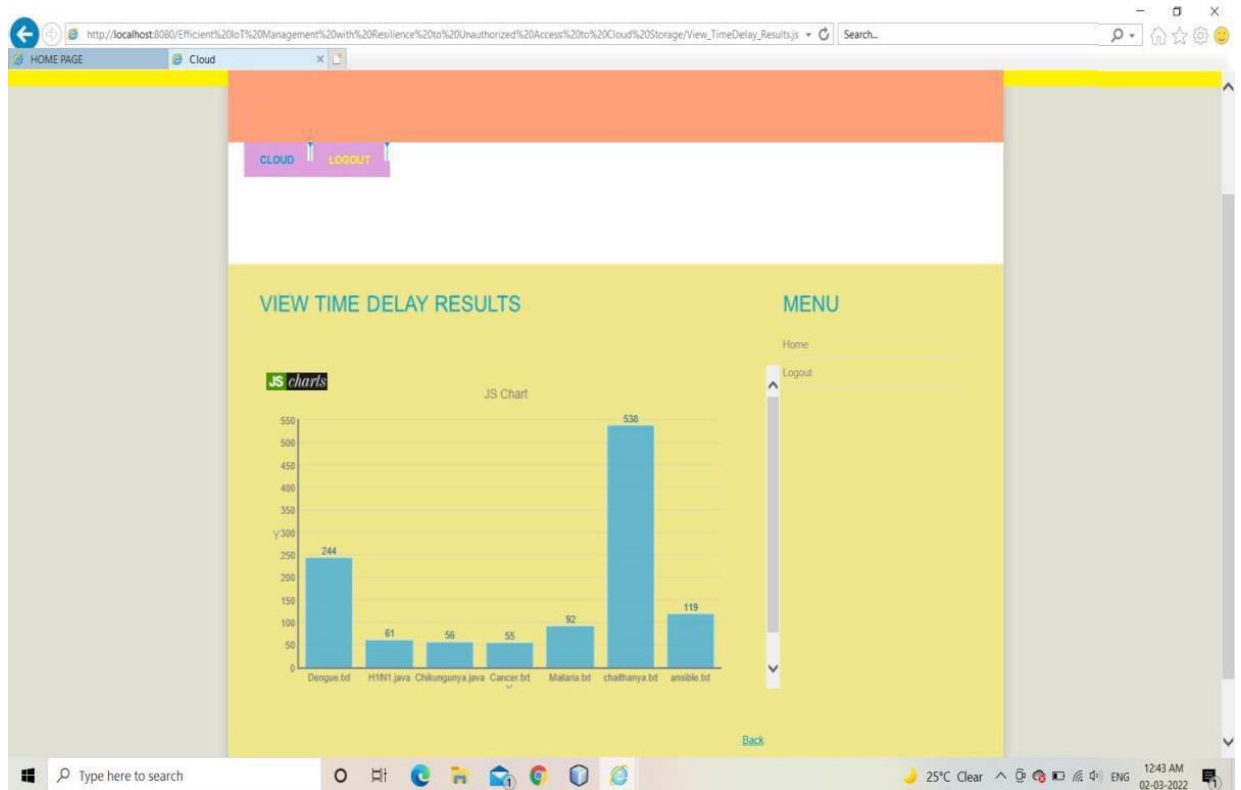 http://localhost:8080/Efficient%20IoT%20Management%20with%20Resilience%20to%20Unauthorized%20Access%20to%20Cloud%20Storage/View_TimeDelay_Results.js
Search...
HOME PAGE
Cloud
CLOUD
LOGOUT
VIEW TIME DELAY RESULTS
MENU
Home
Logout
JS charts
JS Chart
550
500
450
400
350
Y 300
250
200
150
100
50
0
244
61
56
55
92
538
119
Dengue.txt H1N1.java Chikungunya.java Cancer.txt Malaria.txt chaithanya.txt ansible.txt
Back
Type here to search
1
25°C Clear
ENG
12:43 AM
02-03-2022
1